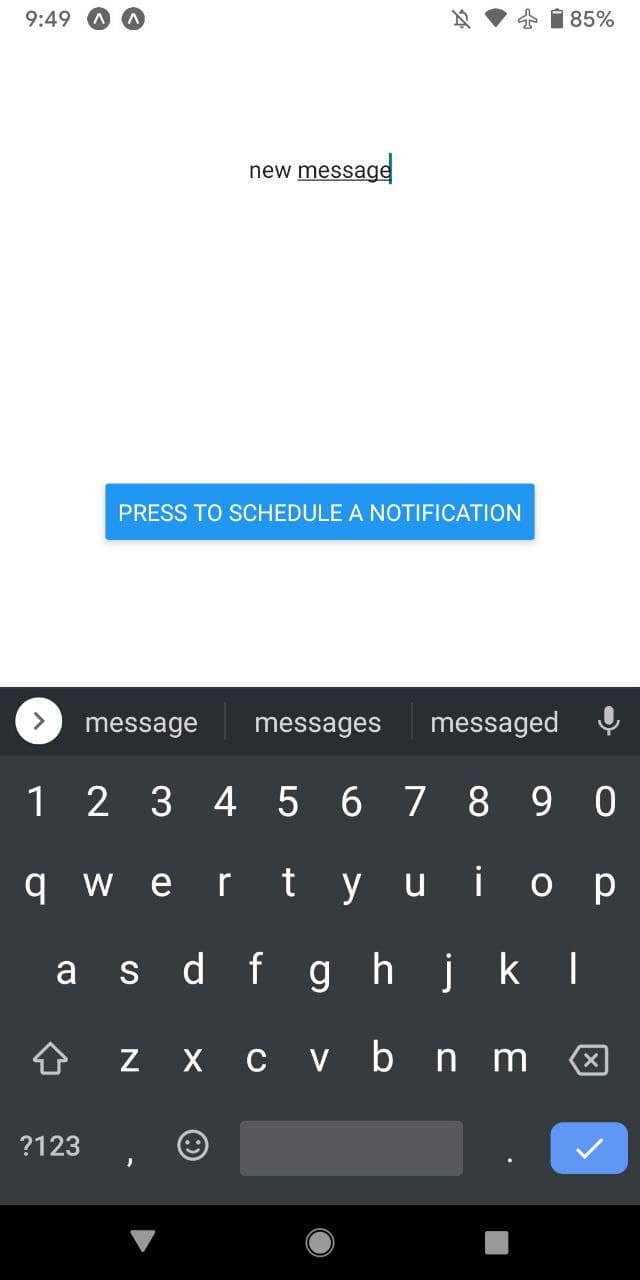 9:49 85%
new message
PRESS TO SCHEDULE A NOTIFICATION
message messages messaged
1 2 3 4 5 6 7 8 9 0
q w e r t y u i o p
a s d f g h j k l
z x c v b n m
?123 , .